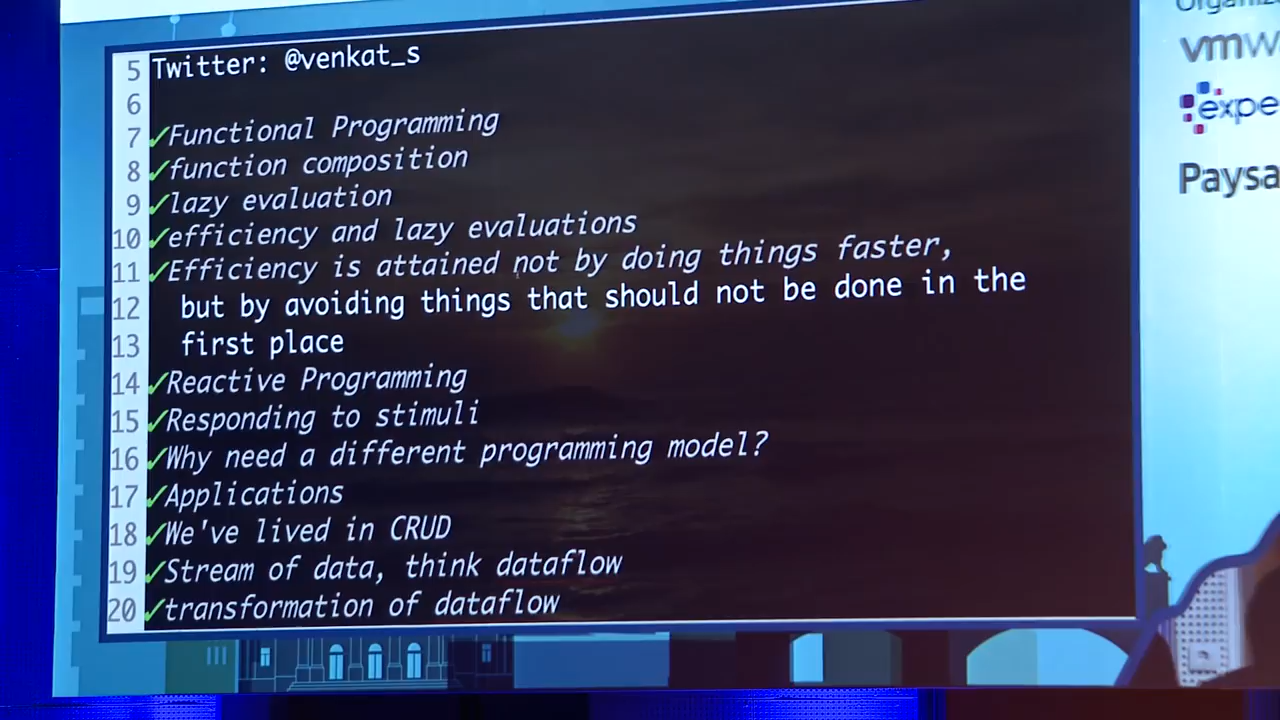 5 Twitter: @venkat_s
6
7 ✓Functional Programming
8 ✓function composition
9 ✓lazy evaluation
10 ✓efficiency and lazy evaluations
11 ✓Efficiency is attained not by doing things faster,
12 but by avoiding things that should not be done in the
13 first place
14 ✓Reactive Programming
15 ✓Responding to stimuli
16 ✓Why need a different programming model?
17 ✓Applications
18 ✓We've lived in CRUD
19 ✓Stream of data, think dataflow
20 ✓transformation of dataflow
Organiz
vmw
expe
Paysa